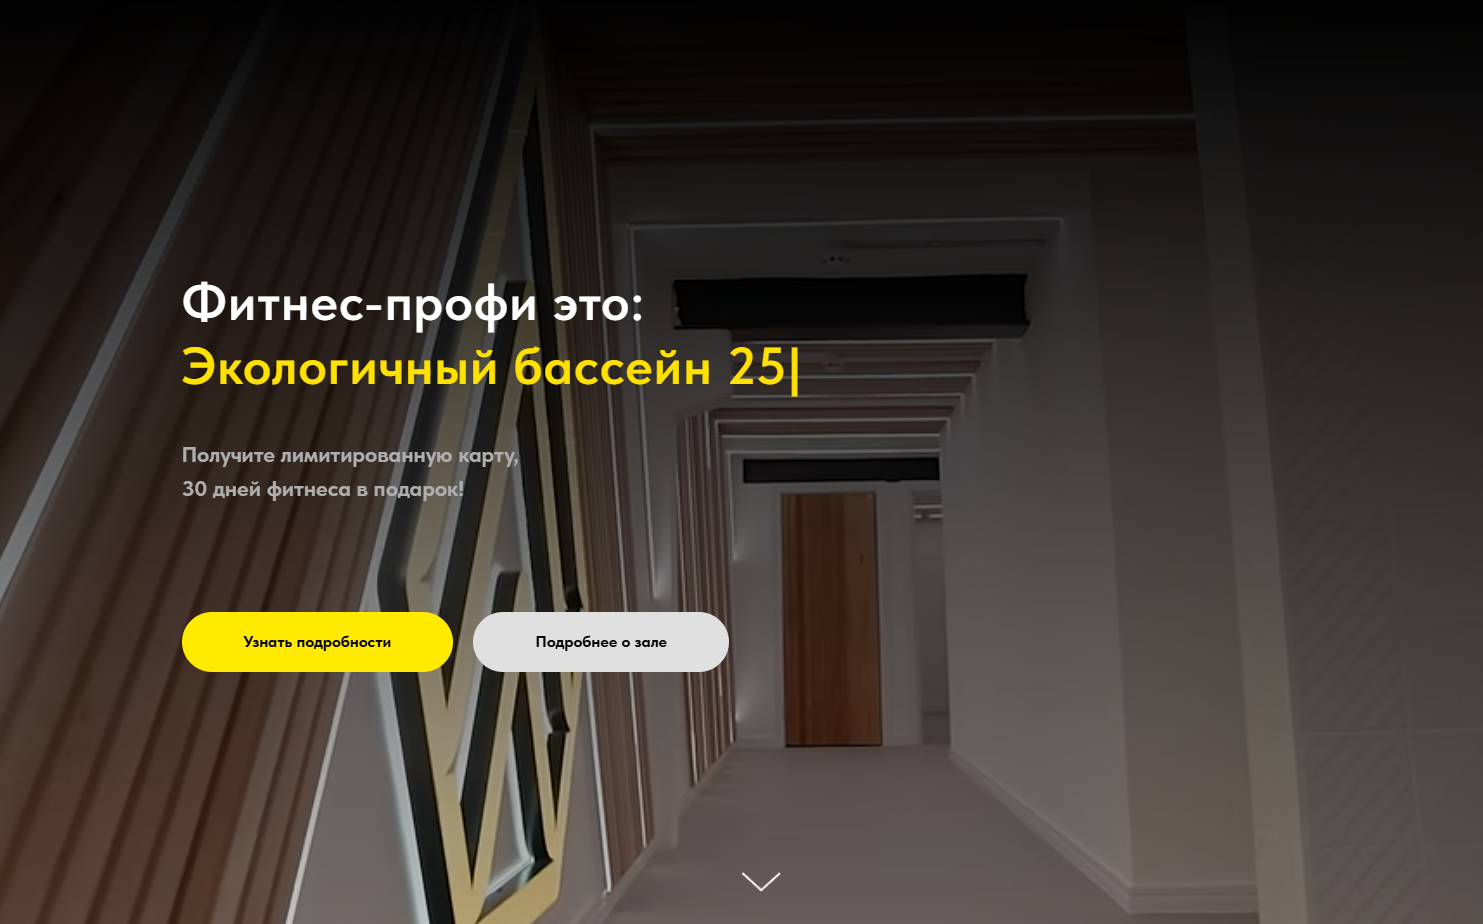 Фитнес-профи это:
Экологичный бассейн 25|
Получите лимитированную карту,
30 дней фитнеса в подарок!
Узнать подробности
Подробнее о зале